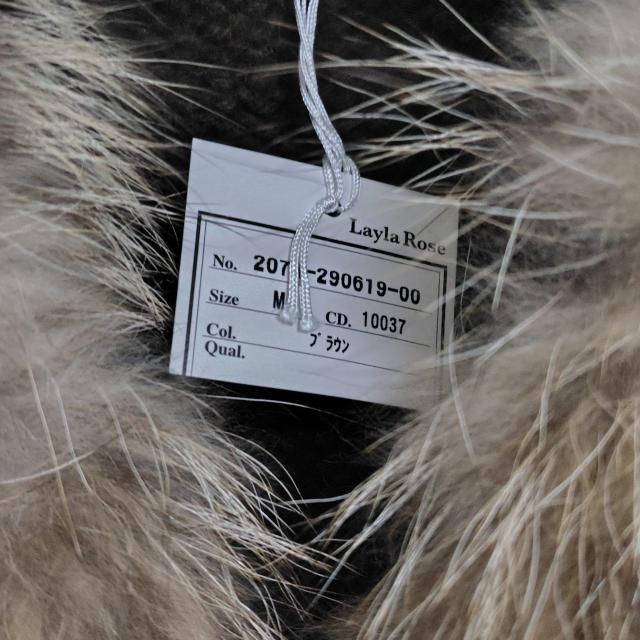 Layla Rose
No. 207 -290619-00
Size M CD. 10037
Col. ブラウン
Qual.